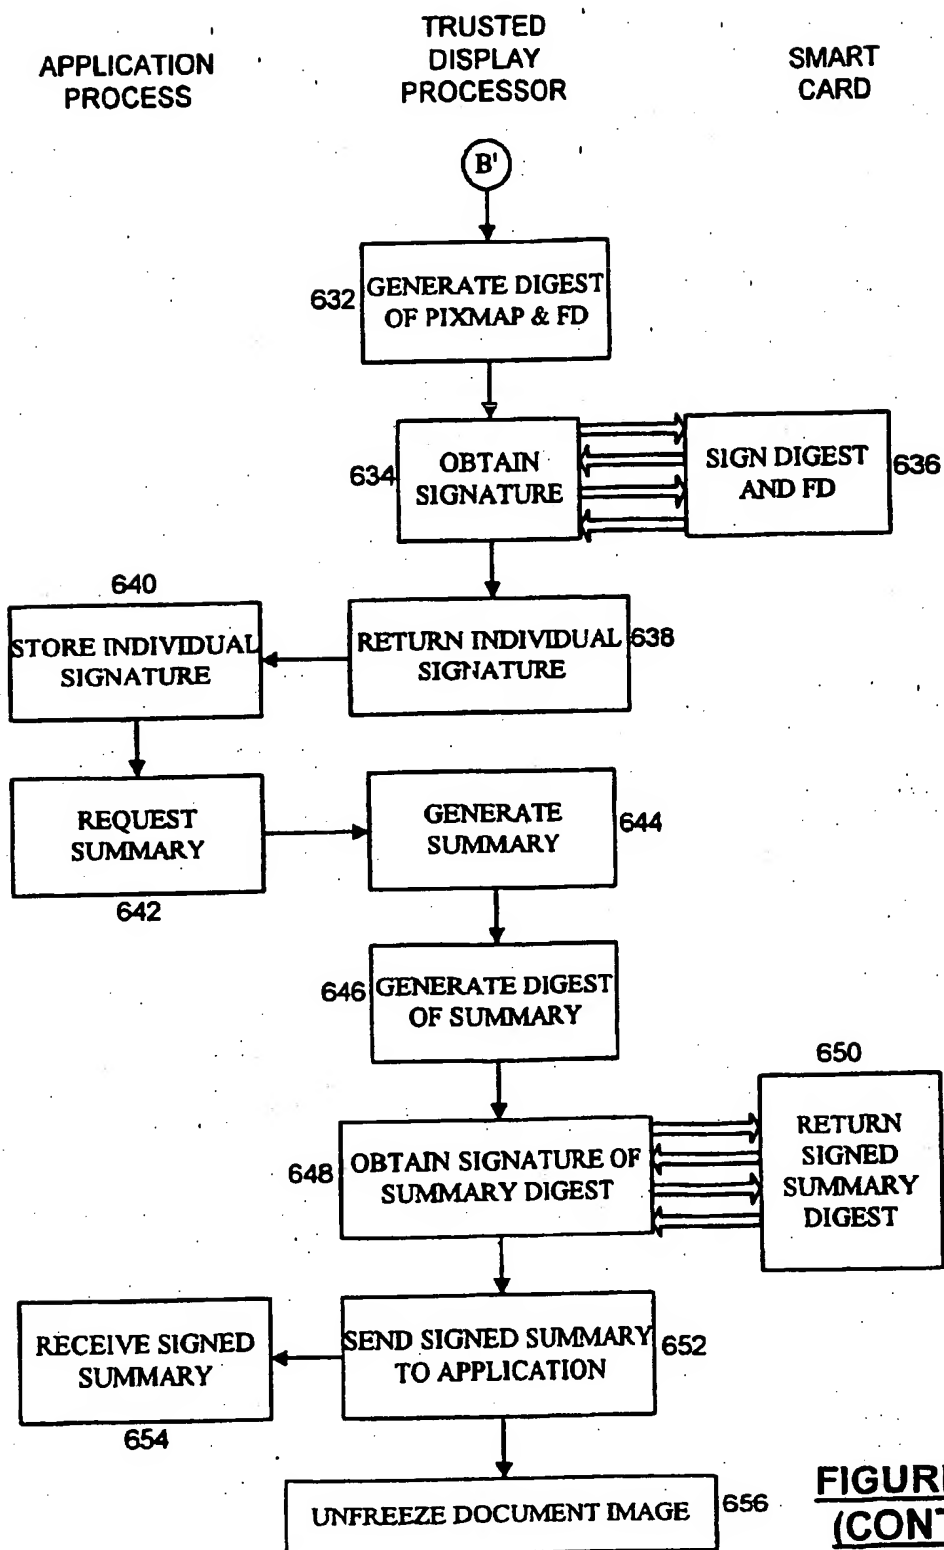 APPLICATION
PROCESS
TRUSTED
DISPLAY
PROCESSOR
SMART
CARD
B'
632
GENERATE DIGEST
OF PIXMAP & FD
634
OBTAIN
SIGNATURE
SIGN DIGEST
AND FD
636
640
STORE INDIVIDUAL
SIGNATURE
RETURN INDIVIDUAL
SIGNATURE
638
REQUEST
SUMMARY
642
GENERATE
SUMMARY
644
646
GENERATE DIGEST
OF SUMMARY
648
OBTAIN SIGNATURE OF
SUMMARY DIGEST
650
RETURN
SIGNED
SUMMARY
DIGEST
RECEIVE SIGNED
SUMMARY
654
SEND SIGNED SUMMARY
TO APPLICATION
652
UNFREEZE DOCUMENT IMAGE
656
FIGURE
(CONT